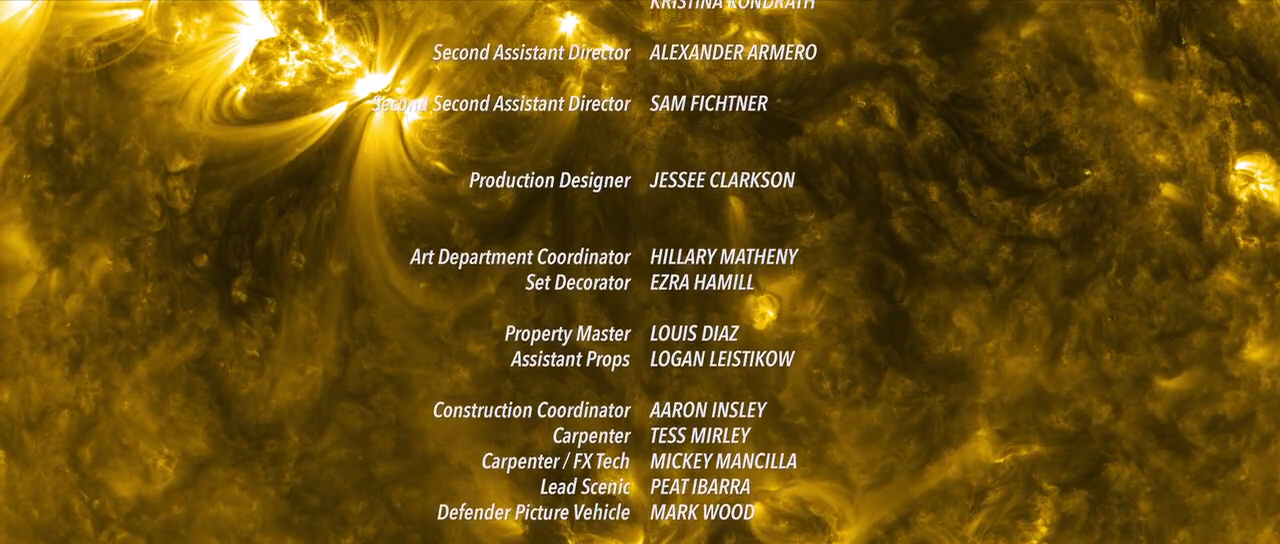 KRISTINA KONDRATH
Second Assistant Director ALEXANDER ARMERO
Second Second Assistant Director SAM FICHTNER
Production Designer JESSEE CLARKSON
Art Department Coordinator HILLARY MATHENY
Set Decorator EZRA HAMILL
Property Master LOUIS DIAZ
Assistant Props LOGAN LEISTIKOW
Construction Coordinator AARON INSLEY
Carpenter TESS MIRLEY
Carpenter / FX Tech MICKEY MANCILLA
Lead Scenic PEAT IBARRA
Defender Picture Vehicle MARK WOOD